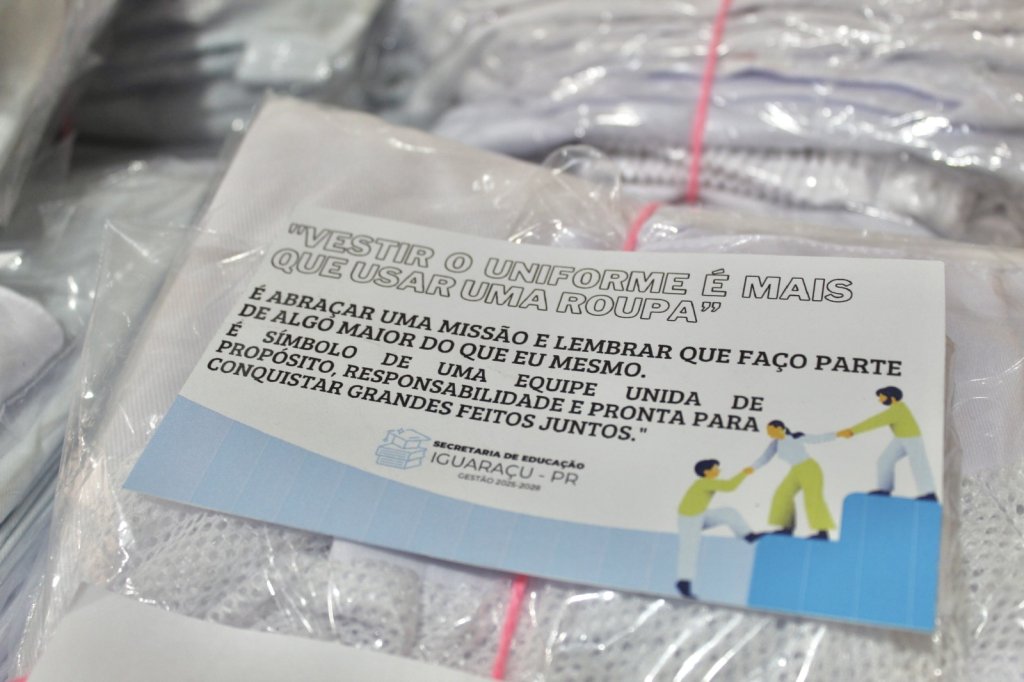 "VESTIR O UNIFORME É MAIS
QUE USAR UMA ROUPA"
É ABRAÇAR UMA MISSÃO E LEMBRAR QUE FAÇO PARTE
DE ALGO MAIOR DO QUE EU MESMO.
É SÍMBOLO DE UMA EQUIPE UNIDA DE
PROPÓSITO, RESPONSABILIDADE E PRONTA PARA
CONQUISTAR GRANDES FEITOS JUNTOS."
SECRETARIA DE EDUCAÇÃO
IGUARAÇU - PR
GESTÃO 2025-2028